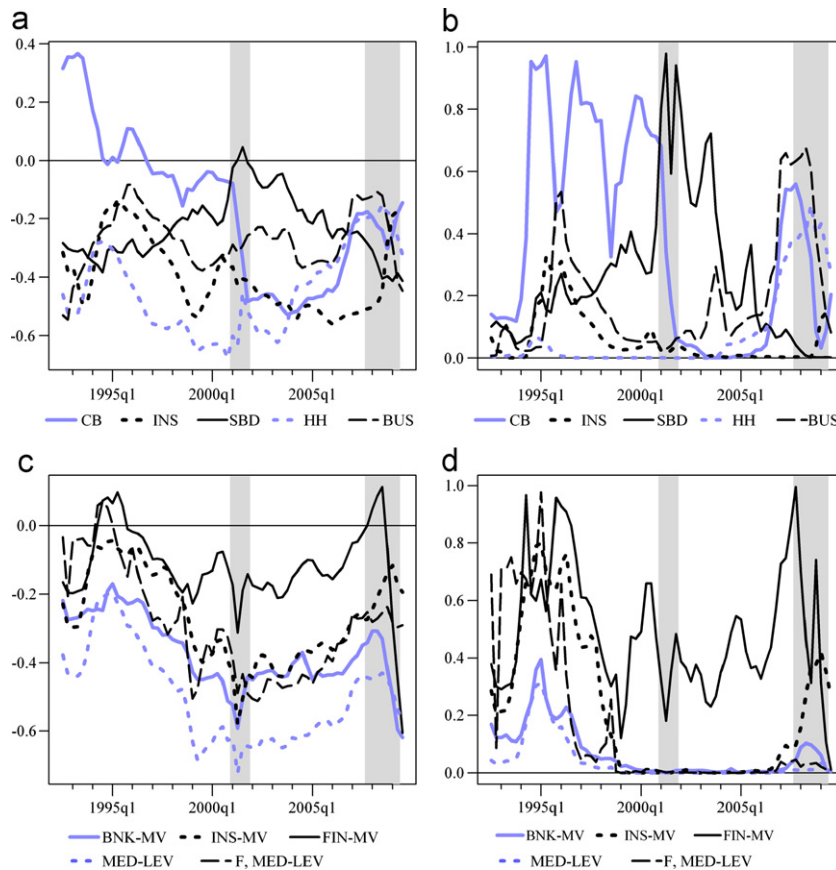 a
0.4
0.2
0.0
-0.2
-0.4
-0.6
1995q1 2000q1 2005q1
CB INS SBD HH BUS
b
1.0
0.8
0.6
0.4
0.2
0.0
1995q1 2000q1 2005q1
CB INS SBD HH BUS
c
0.0
-0.2
-0.4
-0.6
1995q1 2000q1 2005q1
BNK-MV INS-MV FIN-MV
MED-LEV F, MED-LEV
d
1.0
0.8
0.6
0.4
0.2
0.0
1995q1 2000q1 2005q1
BNK-MV INS-MV FIN-MV
MED-LEV F, MED-LEV